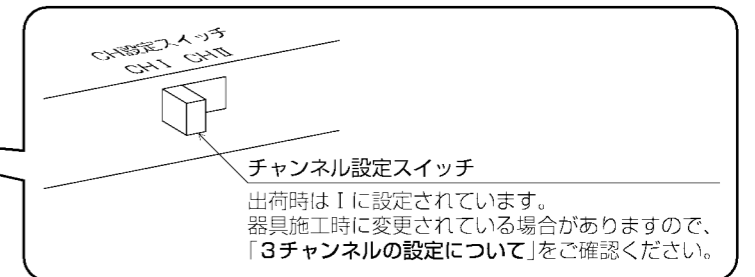 CH設定スイッチ
CHⅠ CHⅡ
チャンネル設定スイッチ
出荷時はⅠに設定されています。
器具施工時に変更されている場合がありますので、
「3チャンネルの設定について」をご確認ください。